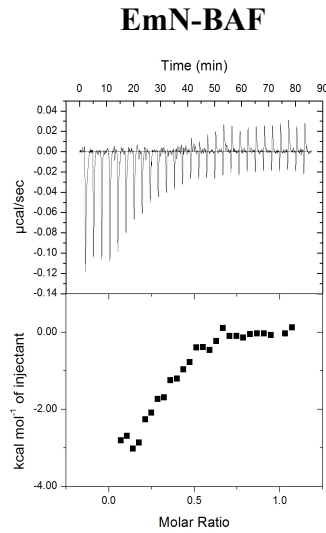 EmN-BAF
Time (min)
0 10 20 30 40 50 60 70 80 90
0.04
0.02
0.00
-0.02
-0.04
-0.06
-0.08
-0.10
-0.12
-0.14
µcal/sec
0.00
-2.00
-4.00
kcal mol⁻¹ of injectant
0.0 0.5 1.0
Molar Ratio